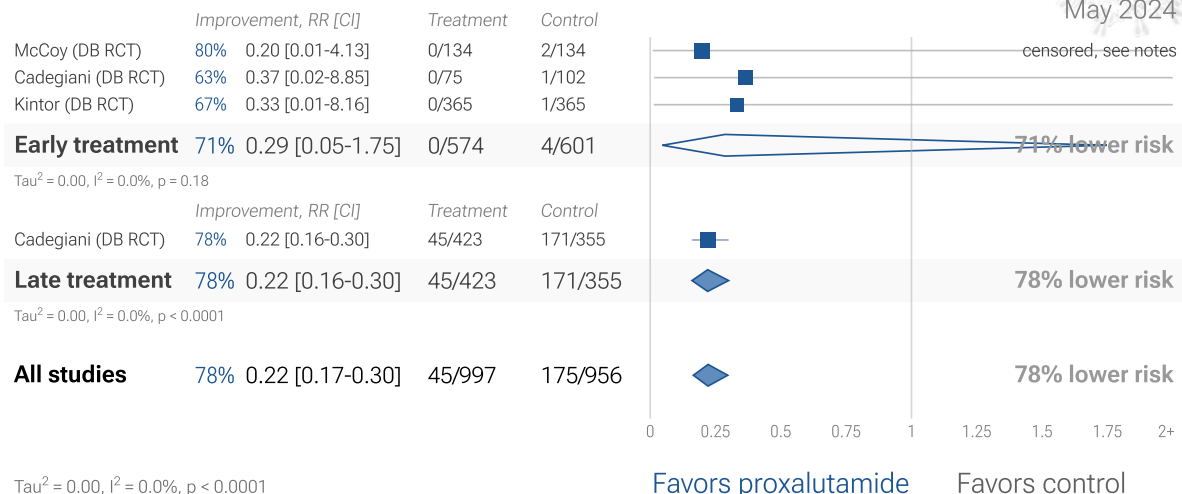 May 2024
Improvement, RR [CI] Treatment Control
McCoy (DB RCT) 80% 0.20 [0.01-4.13] 0/134 2/134 censored, see notes
Cadegiani (DB RCT) 63% 0.37 [0.02-8.85] 0/75 1/102
Kintor (DB RCT) 67% 0.33 [0.01-8.16] 0/365 1/365
Early treatment 71% 0.29 [0.05-1.75] 0/574 4/601 71% lower risk
Tau² = 0.00, I² = 0.0%, p = 0.18
Improvement, RR [CI] Treatment Control
Cadegiani (DB RCT) 78% 0.22 [0.16-0.30] 45/423 171/355
Late treatment 78% 0.22 [0.16-0.30] 45/423 171/355 78% lower risk
Tau² = 0.00, I² = 0.0%, p < 0.0001
All studies 78% 0.22 [0.17-0.30] 45/997 175/956 78% lower risk
0 0.25 0.5 0.75 1 1.25 1.5 1.75 2+
Tau² = 0.00, I² = 0.0%, p < 0.0001 Favors proxalutamide Favors control